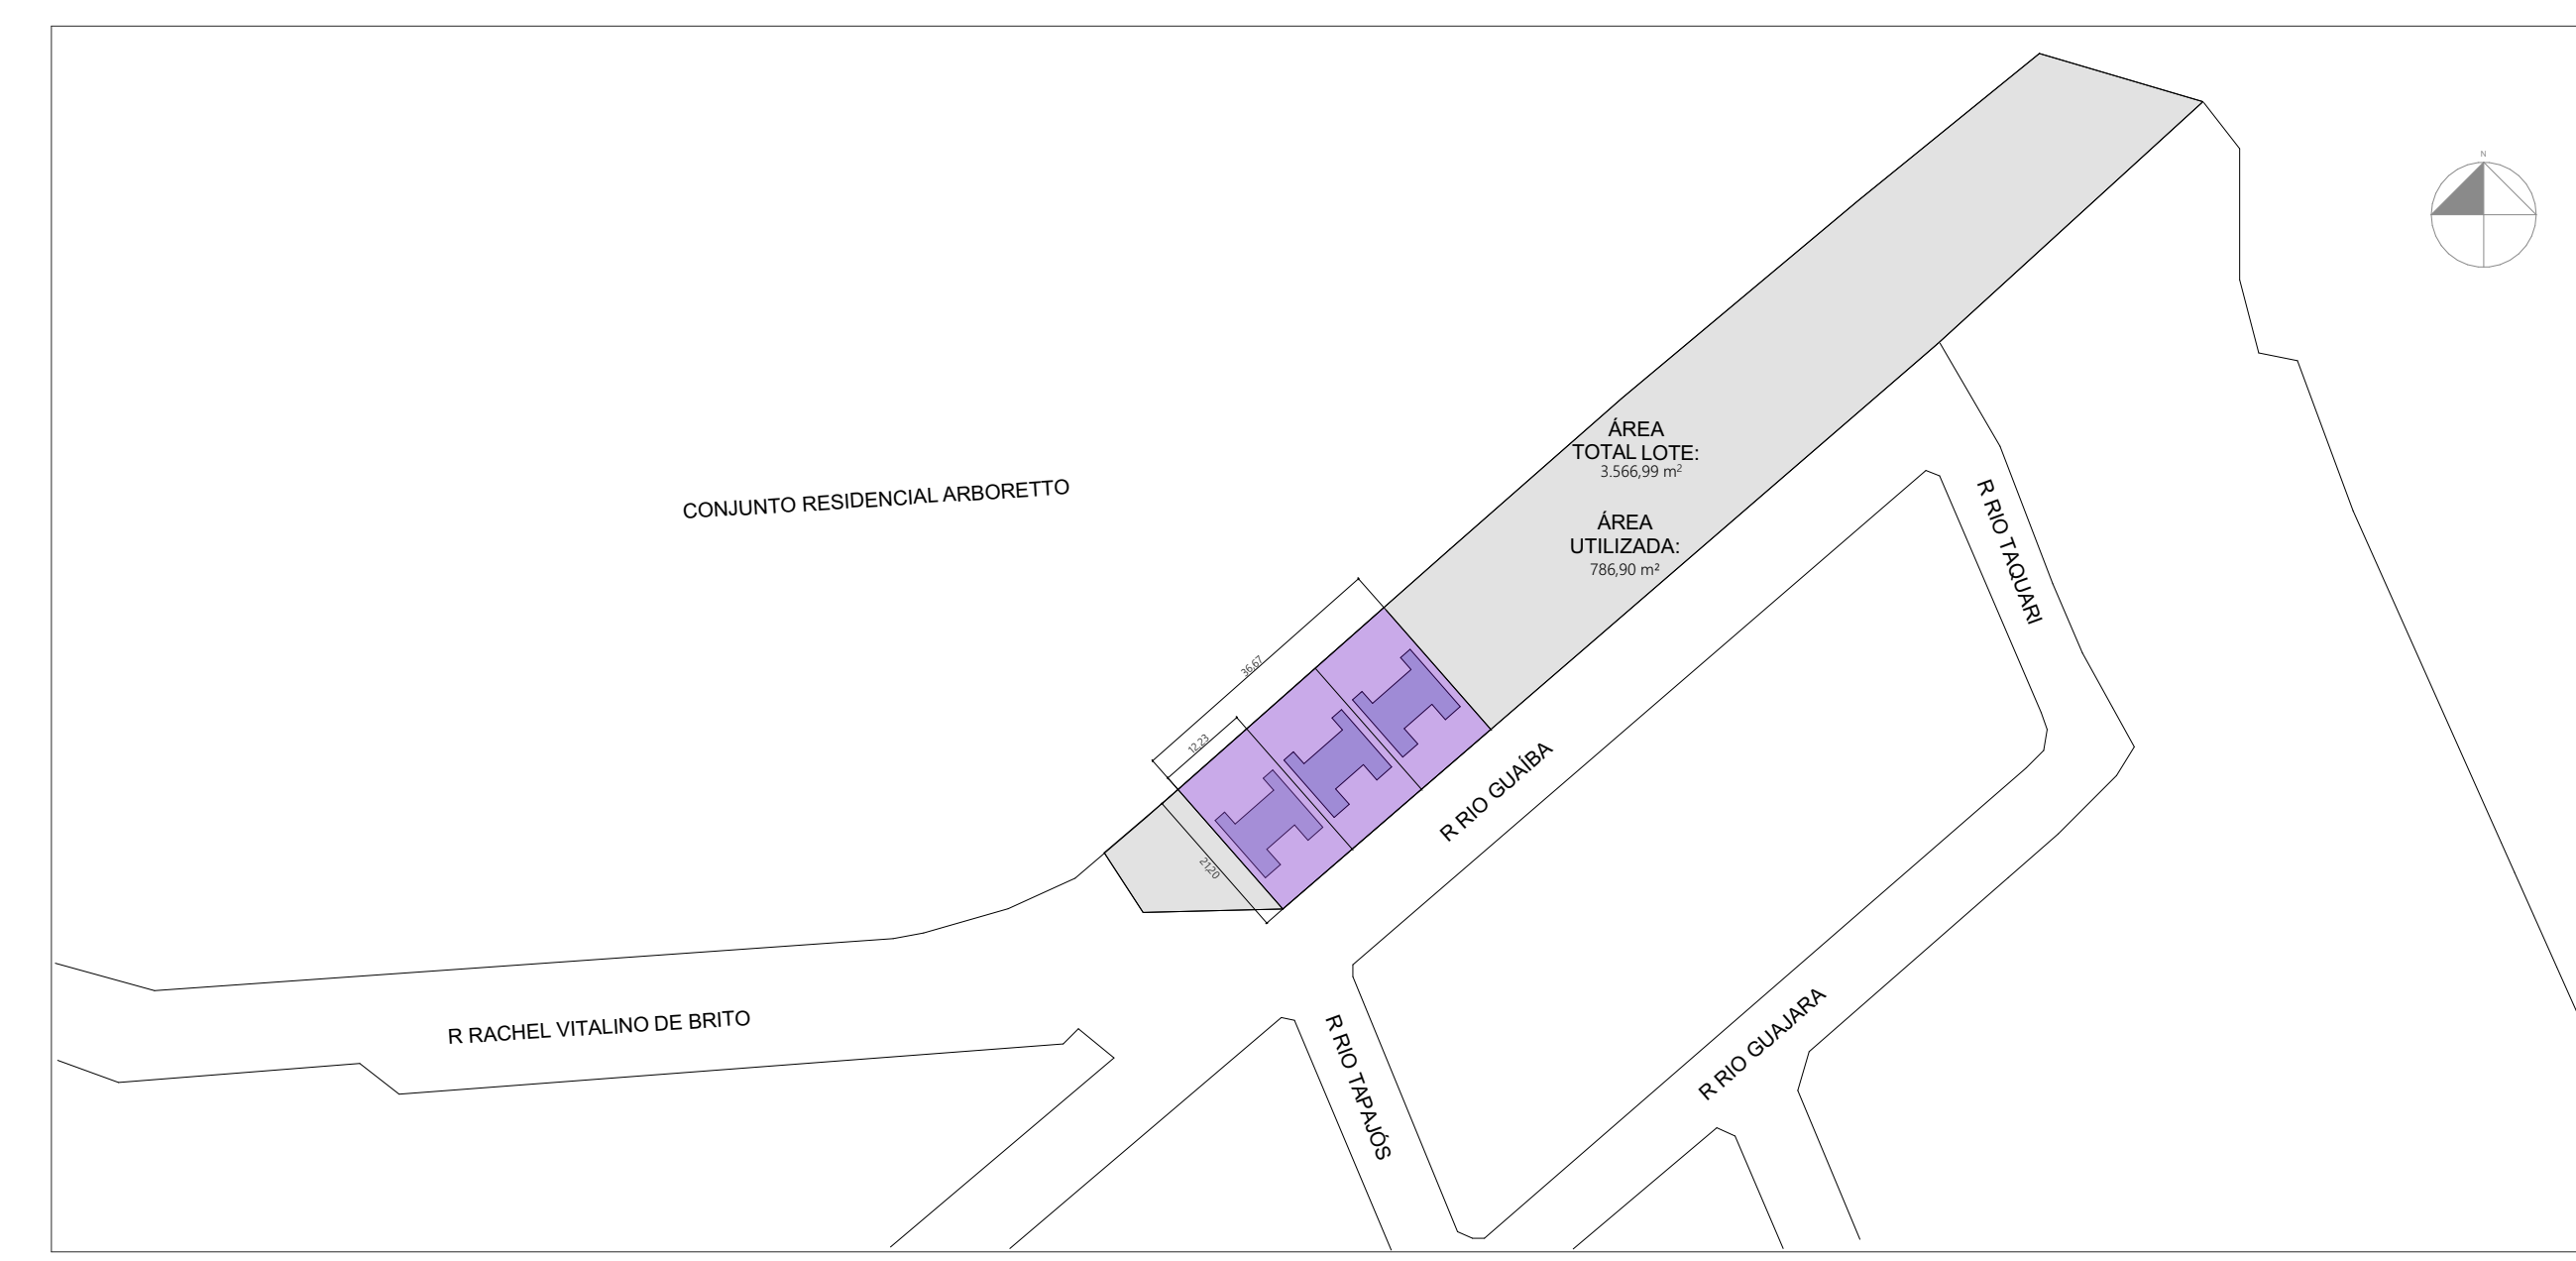 N
ÁREA
TOTAL LOTE:
3.566,99 m²
CONJUNTO RESIDENCIAL ARBORETTO
ÁREA
UTILIZADA:
786,90 m²
R RIO TAQUARI
36,67
12,23
R RIO GUAÍBA
21,20
R RACHEL VITALINO DE BRITO
R RIO TAPAJÓS
R RIO GUAJARA